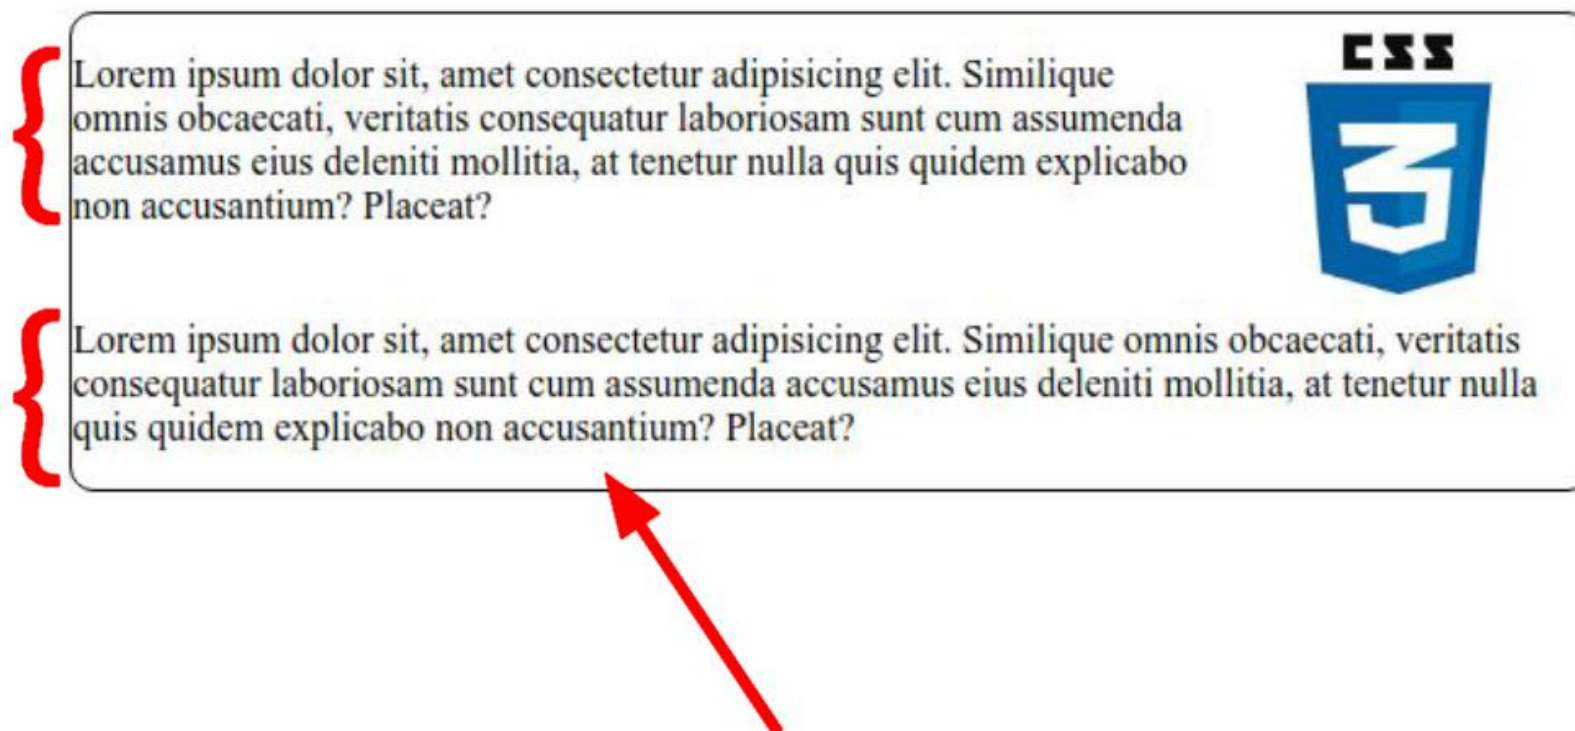 CSS
3
Lorem ipsum dolor sit, amet consectetur adipisicing elit. Similique
omnis obcaecati, veritatis consequatur laboriosam sunt cum assumenda
accusamus eius deleniti mollitia, at tenetur nulla quis quidem explicabo
non accusantium? Placeat?
Lorem ipsum dolor sit, amet consectetur adipisicing elit. Similique omnis obcaecati, veritatis
consequatur laboriosam sunt cum assumenda accusamus eius deleniti mollitia, at tenetur nulla
quis quidem explicabo non accusantium? Placeat?